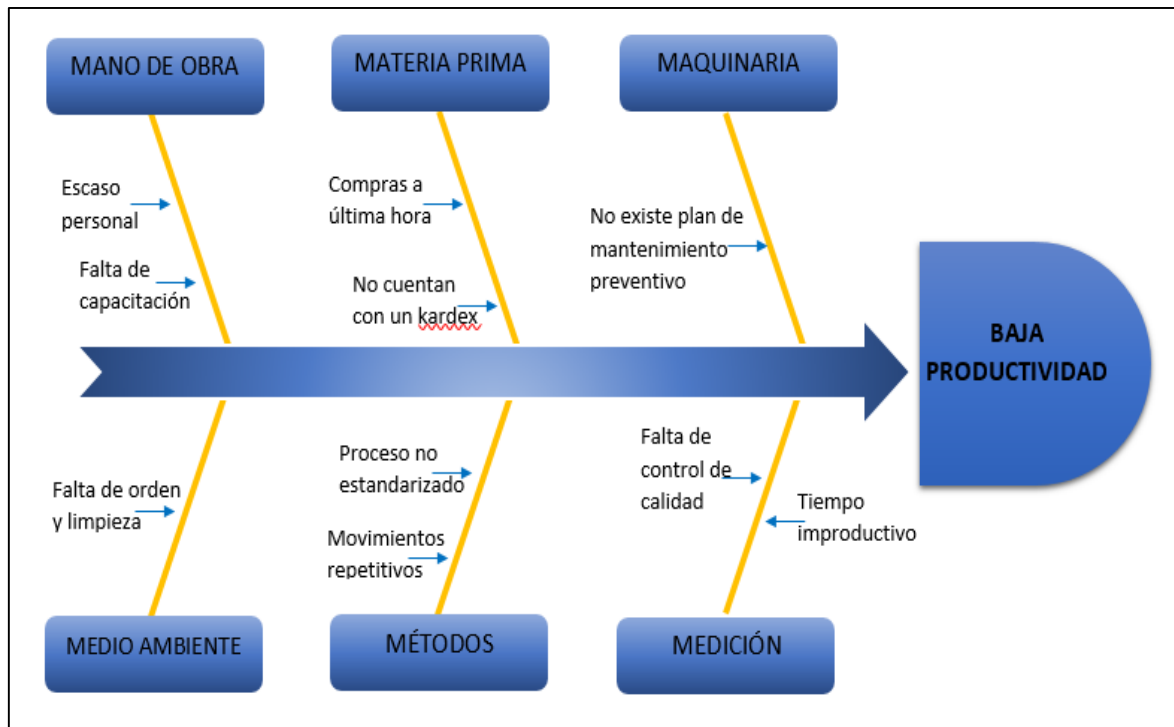 MANO DE OBRA
MATERIA PRIMA
MAQUINARIA
Escaso
personal
Falta de
capacitación
Compras a
última hora
No cuentan
con un kardex
No existe plan de
mantenimiento
preventivo
BAJA
PRODUCTIVIDAD
Falta de orden
y limpieza
Proceso no
estandarizado
Movimientos
repetitivos
Falta de
control de
calidad
Tiempo
improductivo
MEDIO AMBIENTE
MÉTODOS
MEDICIÓN